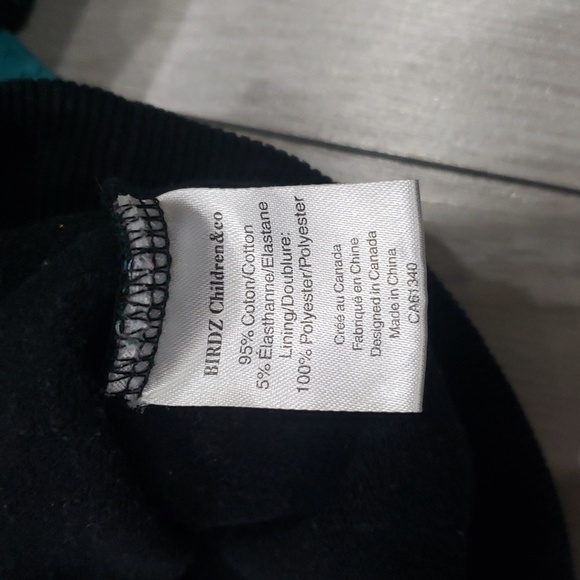 BIRDZ Children&co
95% Coton/Cotton
5% Élasthanne/Elastane
Lining/Doublure:
100% Polyester/Polyester
Créé au Canada
Fabriqué en Chine
Designed in Canada
Made in China
CA61340